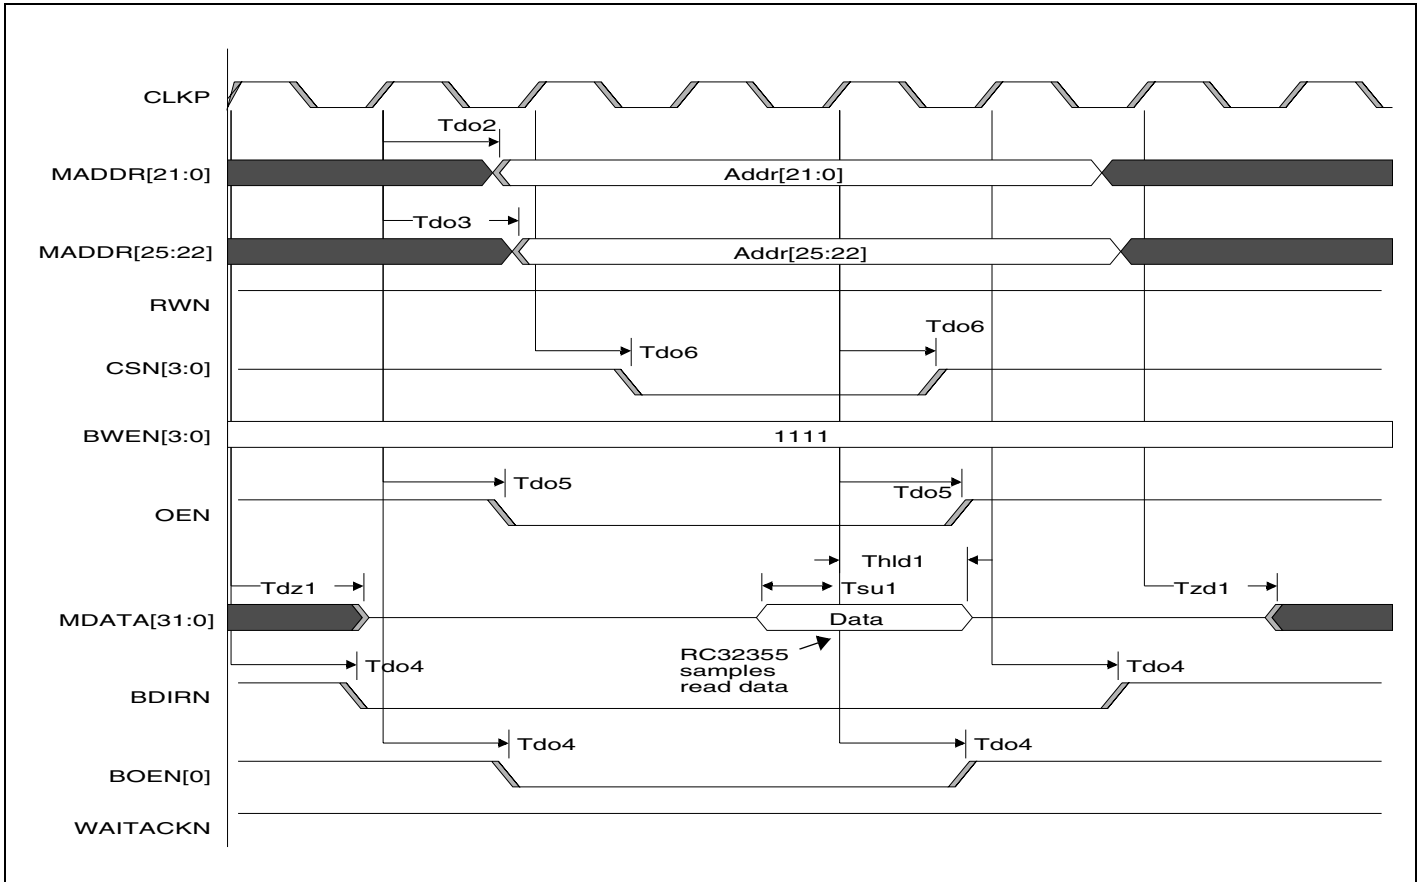 CLKP
Tdo2
MADDR[21:0]
Addr[21:0]
Tdo3
MADDR[25:22]
Addr[25:22]
RWN
Tdo6
Tdo6
CSN[3:0]
BWEN[3:0]
1111
Tdo5
Tdo5
OEN
Thld1
Tdz1
Tsu1
Tzd1
MDATA[31:0]
Data
RC32355
samples
read data
Tdo4
Tdo4
BDIRN
Tdo4
Tdo4
BOEN[0]
WAITACKN